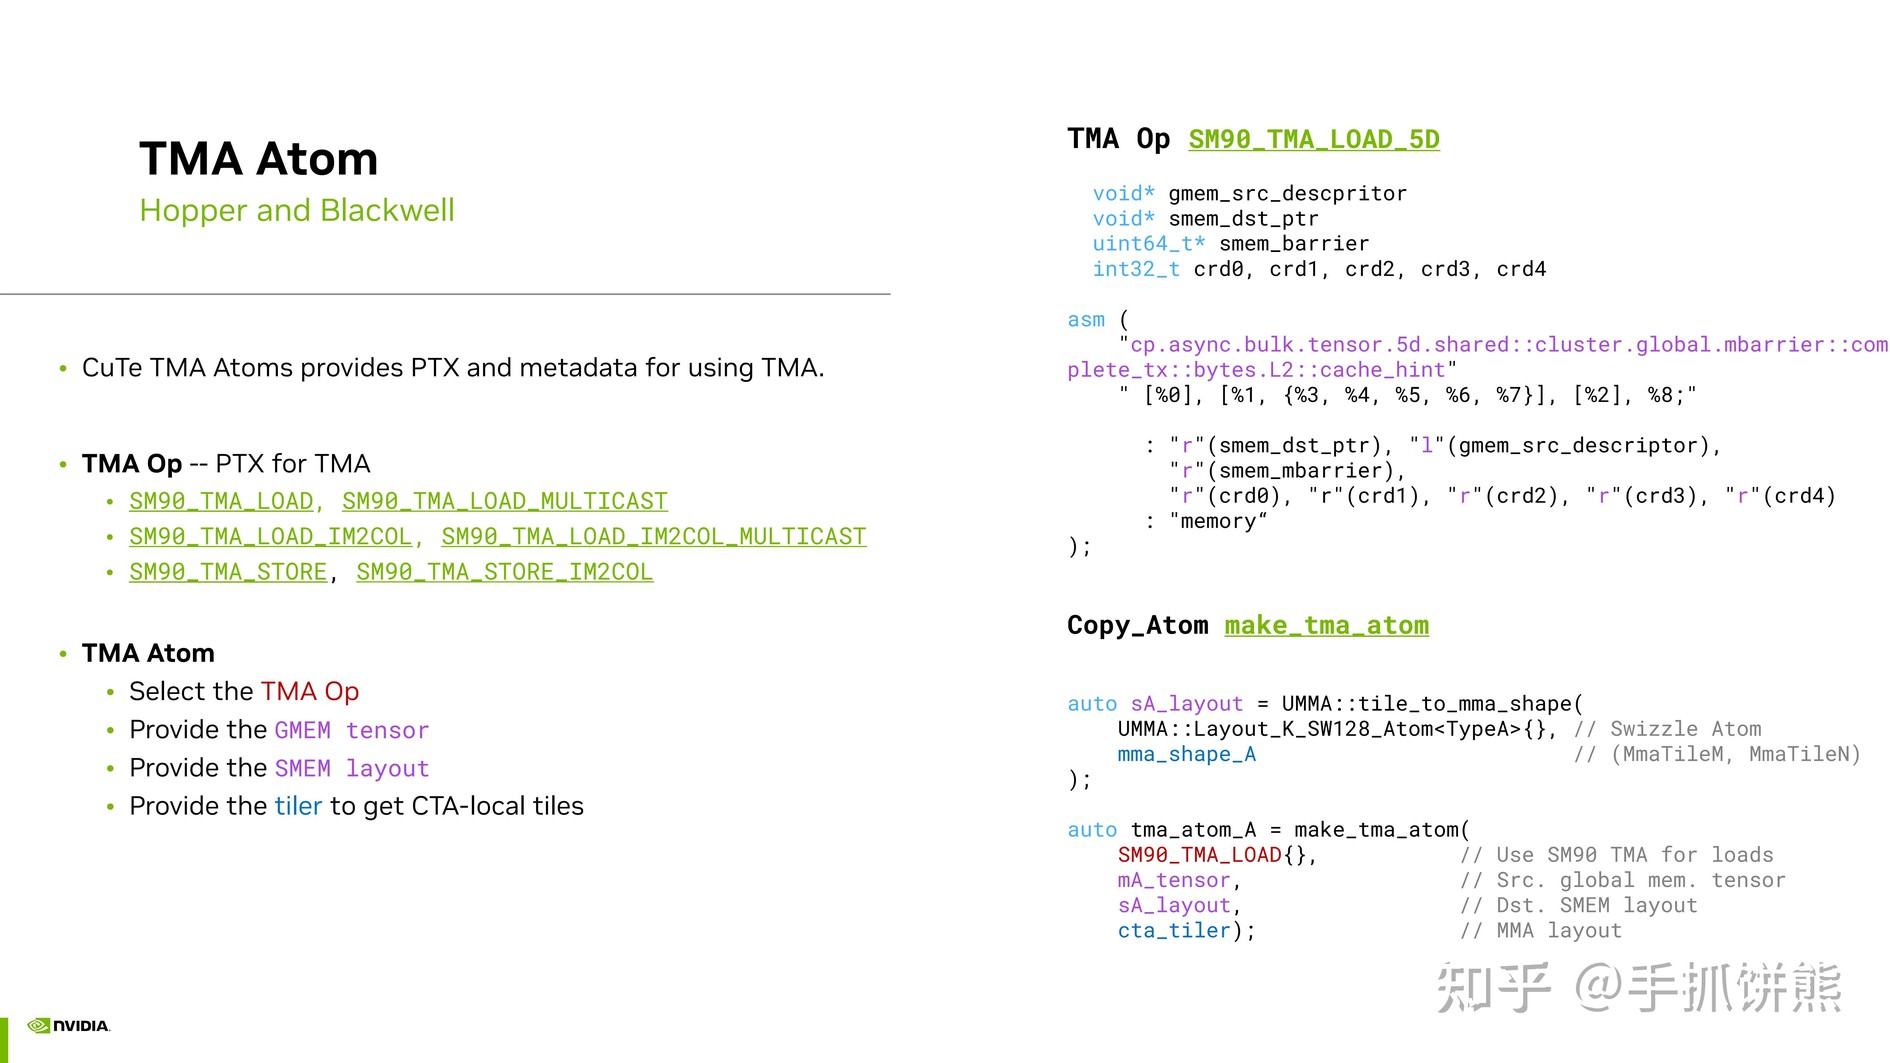 TMA Atom
Hopper and Blackwell
• CuTe TMA Atoms provides PTX and metadata for using TMA.
• TMA Op -- PTX for TMA
• SM90_TMA_LOAD, SM90_TMA_LOAD_MULTICAST
• SM90_TMA_LOAD_IM2COL, SM90_TMA_LOAD_IM2COL_MULTICAST
• SM90_TMA_STORE, SM90_TMA_STORE_IM2COL
• TMA Atom
• Select the TMA Op
• Provide the GMEM tensor
• Provide the SMEM layout
• Provide the tiler to get CTA-local tiles
NVIDIA.
TMA Op SM90_TMA_LOAD_5D
void* gmem_src_descpritor
void* smem_dst_ptr
uint64_t* smem_barrier
int32_t crd0, crd1, crd2, crd3, crd4
asm (
"cp.async.bulk.tensor.5d.shared::cluster.global.mbarrier::com
plete_tx::bytes.L2::cache_hint"
" [%0], [%1, {%3, %4, %5, %6, %7}], [%2], %8;"
: "r"(smem_dst_ptr), "l"(gmem_src_descriptor),
"r"(smem_mbarrier),
"r"(crd0), "r"(crd1), "r"(crd2), "r"(crd3), "r"(crd4)
: "memory“
);
Copy_Atom make_tma_atom
auto sA_layout = UMMA::tile_to_mma_shape(
UMMA::Layout_K_SW128_Atom<TypeA>{}, // Swizzle Atom
mma_shape_A // (MmaTileM, MmaTileN)
);
auto tma_atom_A = make_tma_atom(
SM90_TMA_LOAD{}, // Use SM90 TMA for loads
mA_tensor, // Src. global mem. tensor
sA_layout, // Dst. SMEM layout
cta_tiler); // MMA layout
知乎 @手抓饼熊